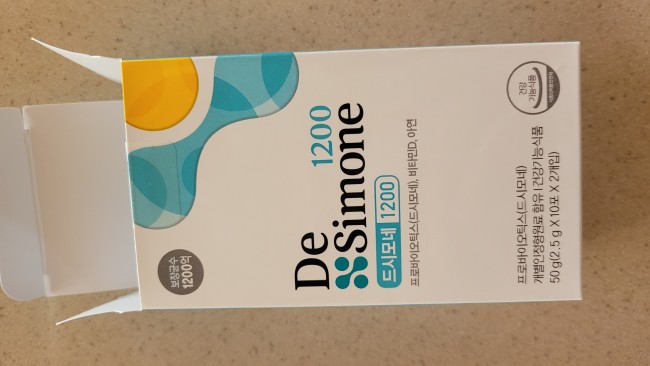 보장균수
1200억
De
Simone 1200
드시모네 1200
프로바이오틱스(드시모네), 비타민D, 아연
건강
기능식품
프로바이오틱스(드시모네)
개별인정형원료 함유 | 건강기능식품
50 g(2.5 g X 10포 X 2개입)